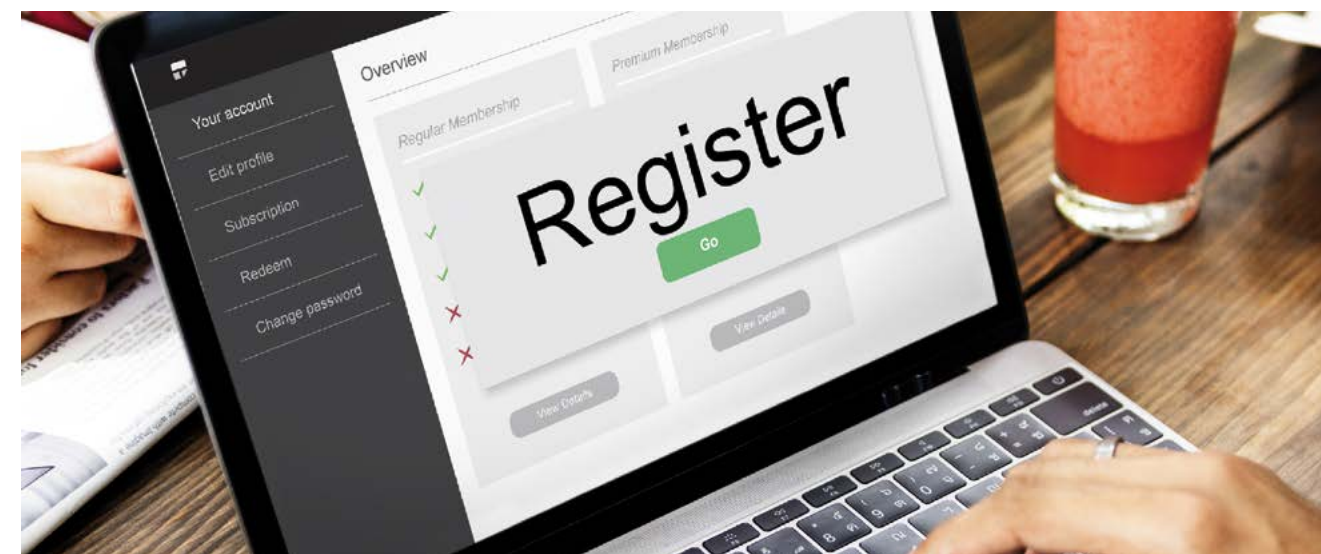 Your account
Edit profile
Subscription
Redeem
Change password
Overview
Regular Membership
Premium Membership
Register
Go
View Details
View Details
delete